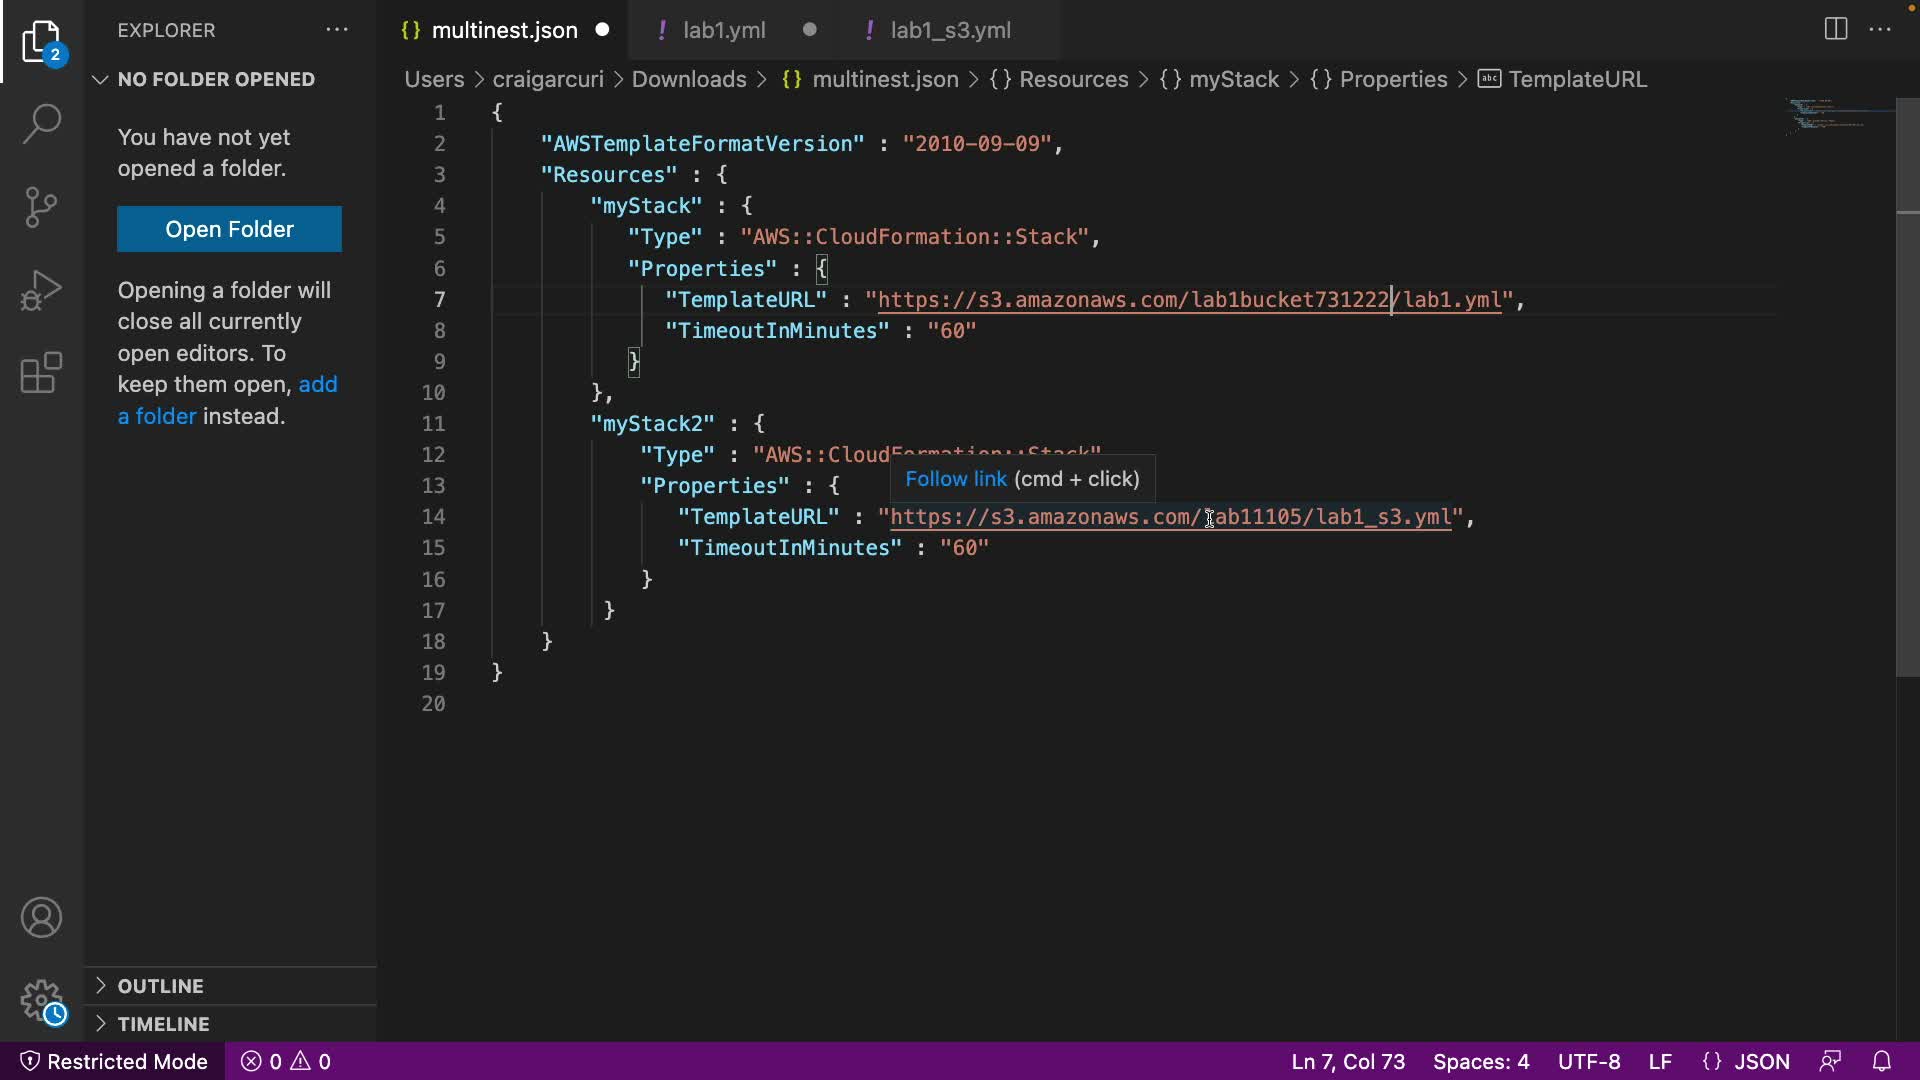 EXPLORER
NO FOLDER OPENED
You have not yet
opened a folder.
Open Folder
Opening a folder will
close all currently
open editors. To
keep them open, add
a folder instead.
OUTLINE
TIMELINE
2
{} multinest.json
! lab1.yml
! lab1_s3.yml
Users > craigarcuri > Downloads > {} multinest.json > {} Resources > {} myStack > {} Properties > abc TemplateURL
1 {
2 "AWSTemplateFormatVersion" : "2010-09-09",
3 "Resources" : {
4 "myStack" : {
5 "Type" : "AWS::CloudFormation::Stack",
6 "Properties" : {
7 "TemplateURL" : "https://s3.amazonaws.com/lab1bucket731222/lab1.yml",
8 "TimeoutInMinutes" : "60"
9 }
10 },
11 "myStack2" : {
12 "Type" : "AWS::CloudFormation::Stack",
Follow link (cmd + click)
13 "Properties" : {
14 "TemplateURL" : "https://s3.amazonaws.com/lab11105/lab1_s3.yml",
15 "TimeoutInMinutes" : "60"
16 }
17 }
18 }
19 }
20
Restricted Mode 0 0 Ln 7, Col 73 Spaces: 4 UTF-8 LF {} JSON